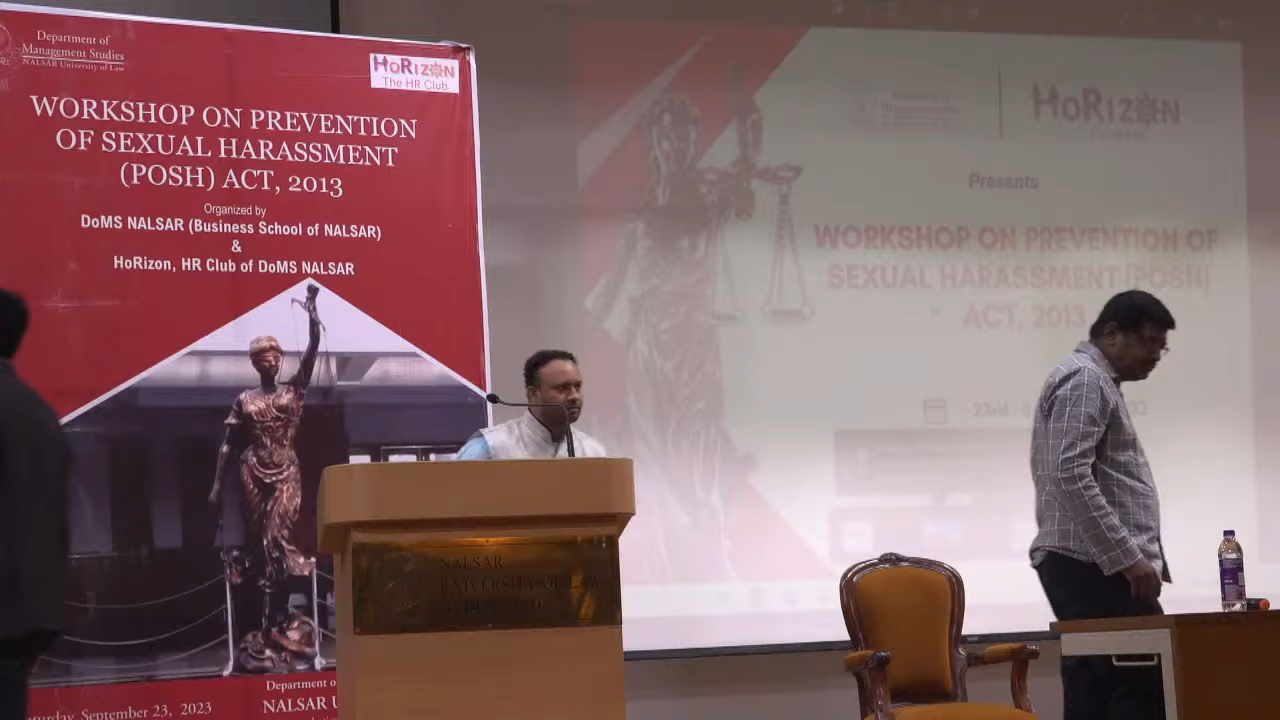 Department of
Management Studies
NALSAR University of Law
HoRizon
The HR Club
WORKSHOP ON PREVENTION
OF SEXUAL HARASSMENT
(POSH) ACT, 2013
Organized by
DoMS NALSAR (Business School of NALSAR)
&
HoRizon, HR Club of DoMS NALSAR
September 23, 2023
Department
NALSAR
HoRizon
Presents
WORKSHOP ON PREVENTION OF
SEXUAL HARASSMENT (POSH)
ACT, 2013
23rd
NALSAR
UNIVERSITY OF LAW